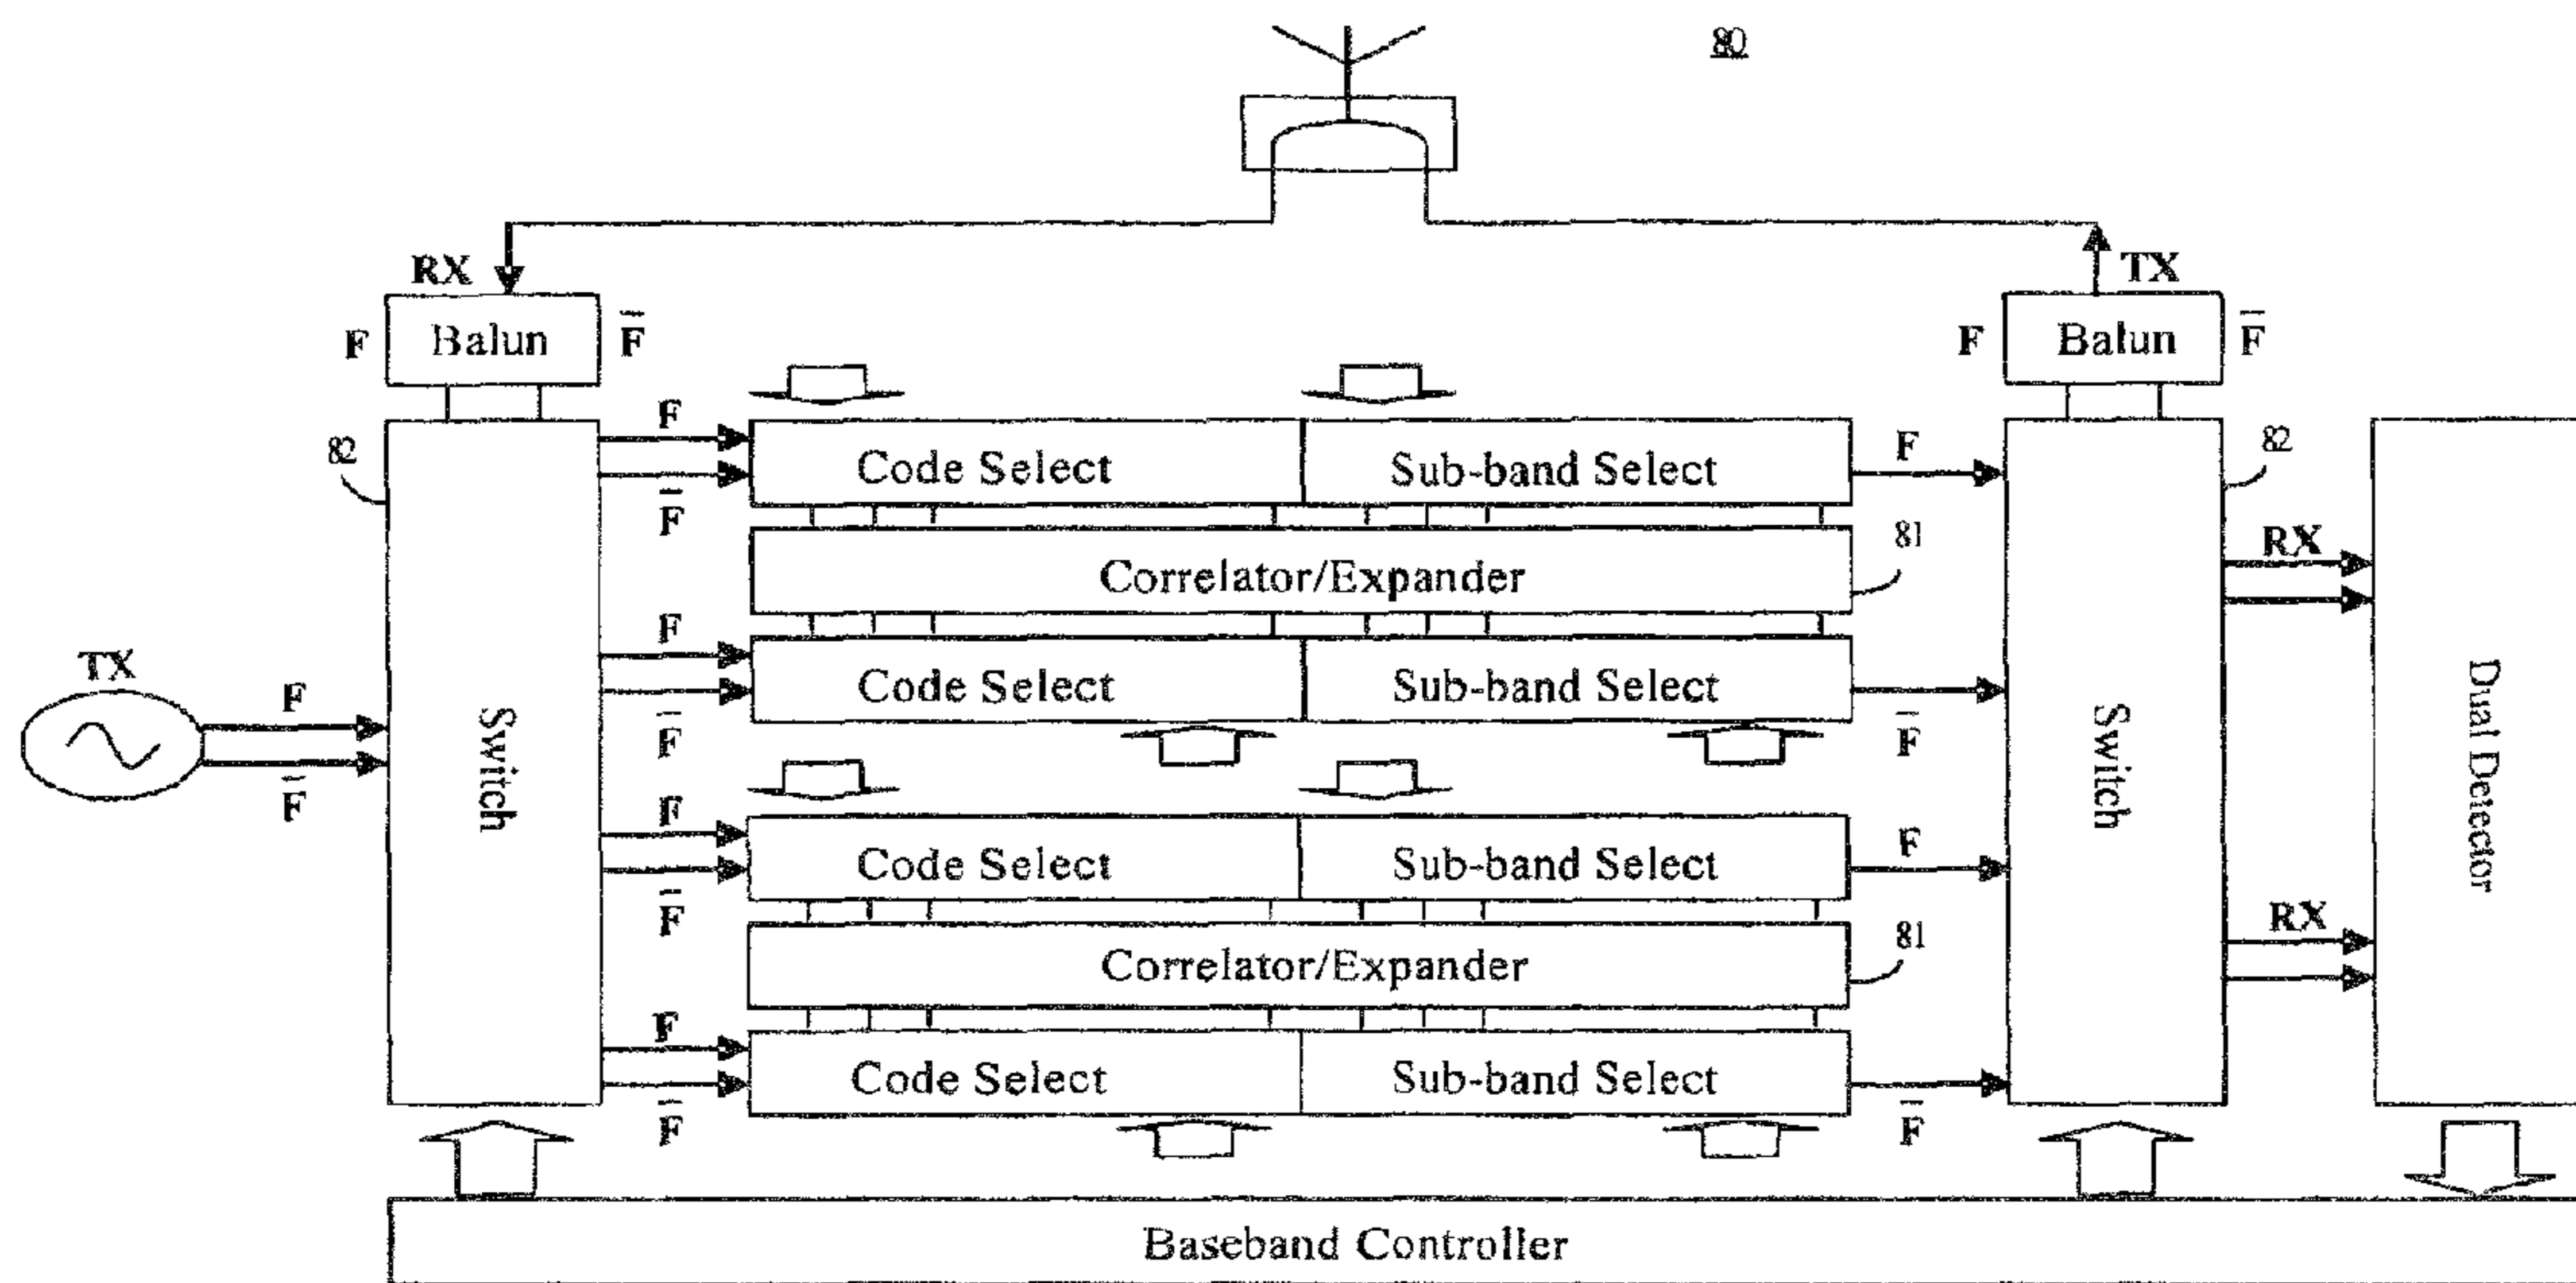 80
RX
TX
F Balun F̅
F Balun F̅
82
F
F̅
Code Select
Sub-band Select
F
82
Correlator/Expander
81
RX
TX
F
F̅
Switch
F
F̅
Code Select
Sub-band Select
F̅
Switch
Dual Detector
F
F̅
Code Select
Sub-band Select
F
Correlator/Expander
81
RX
F
F̅
Code Select
Sub-band Select
F̅
Baseband Controller